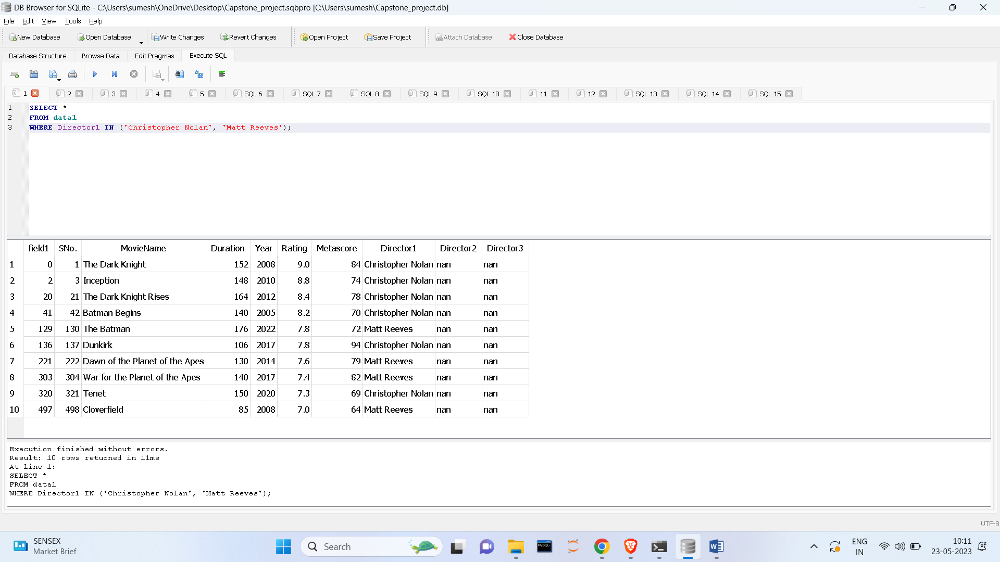 DB Browser for SQLite - C:\Users\sumesh\OneDrive\Desktop\Capstone_project.sqbpro [C:\Users\sumesh\Capstone_project.db]
File Edit View Tools Help
New Database Open Database Write Changes Revert Changes Open Project Save Project Attach Database Close Database
Database Structure Browse Data Edit Pragmas Execute SQL
1 2 3 4 5 SQL 6 SQL 7 SQL 8 SQL 9 SQL 10 11 12 SQL 13 SQL 14 SQL 15
1 SELECT *
2 FROM data1
3 WHERE Director1 IN ('Christopher Nolan', 'Matt Reeves');
field1 SNo. MovieName Duration Year Rating Metascore Director1 Director2 Director3
1 0 1 The Dark Knight 152 2008 9.0 84 Christopher Nolan nan nan
2 2 3 Inception 148 2010 8.8 74 Christopher Nolan nan nan
3 20 21 The Dark Knight Rises 164 2012 8.4 78 Christopher Nolan nan nan
4 41 42 Batman Begins 140 2005 8.2 70 Christopher Nolan nan nan
5 129 130 The Batman 176 2022 7.8 72 Matt Reeves nan nan
6 136 137 Dunkirk 106 2017 7.8 94 Christopher Nolan nan nan
7 221 222 Dawn of the Planet of the Apes 130 2014 7.6 79 Matt Reeves nan nan
8 303 304 War for the Planet of the Apes 140 2017 7.4 82 Matt Reeves nan nan
9 320 321 Tenet 150 2020 7.3 69 Christopher Nolan nan nan
10 497 498 Cloverfield 85 2008 7.0 64 Matt Reeves nan nan
Execution finished without errors.
Result: 10 rows returned in 11ms
At line 1:
SELECT *
FROM data1
WHERE Director1 IN ('Christopher Nolan', 'Matt Reeves');
UTF-8
SENSEX
Market Brief
Search
MySQL
ENG
IN
10:11
23-05-2023